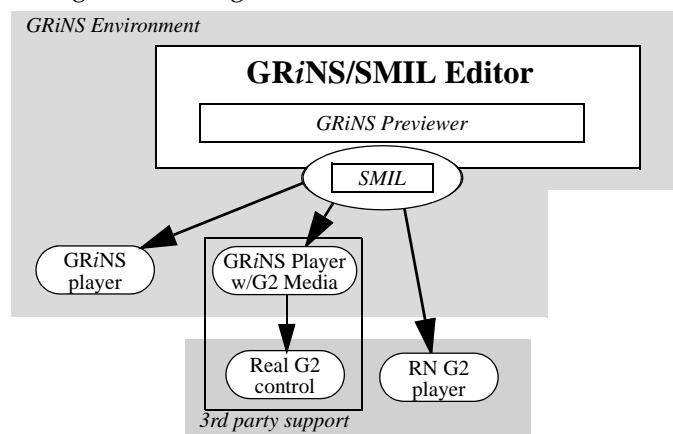 GRiNS Environment
GRiNS/SMIL Editor
GRiNS Previewer
SMIL
GRiNS
player
GRiNS Player
w/G2 Media
Real G2
control
RN G2
player
3rd party support